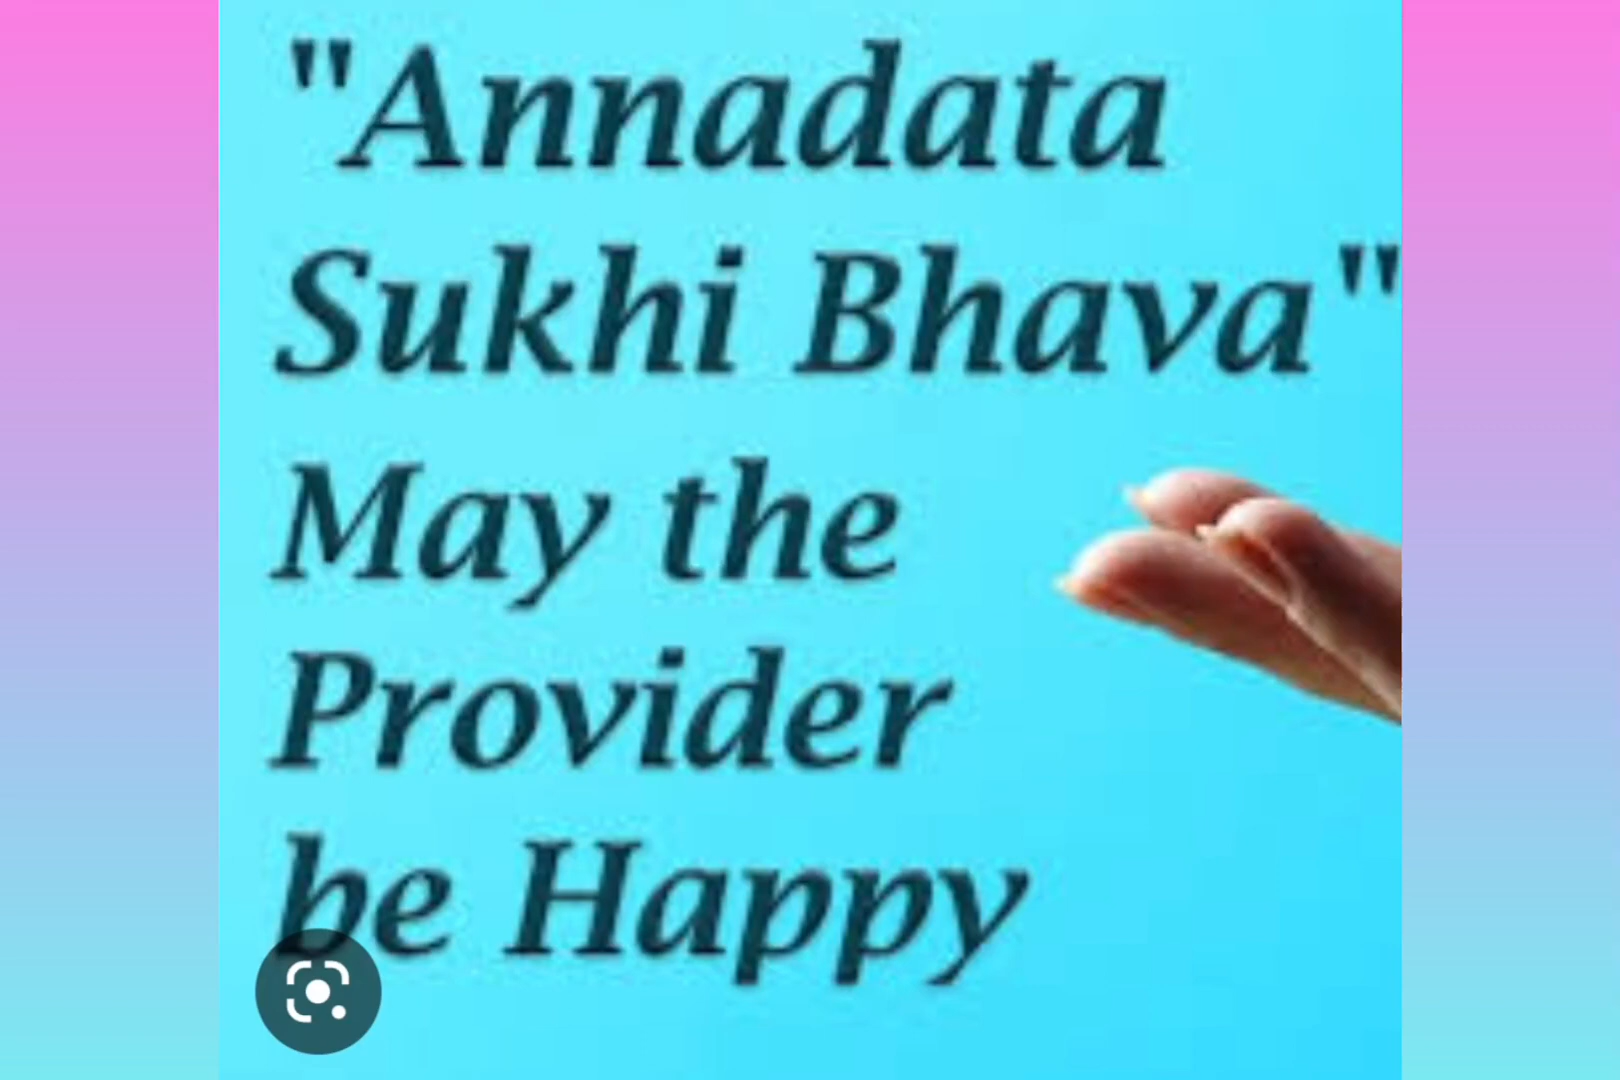 "Annadata
Sukhi Bhava"
May the
Provider
be Happy